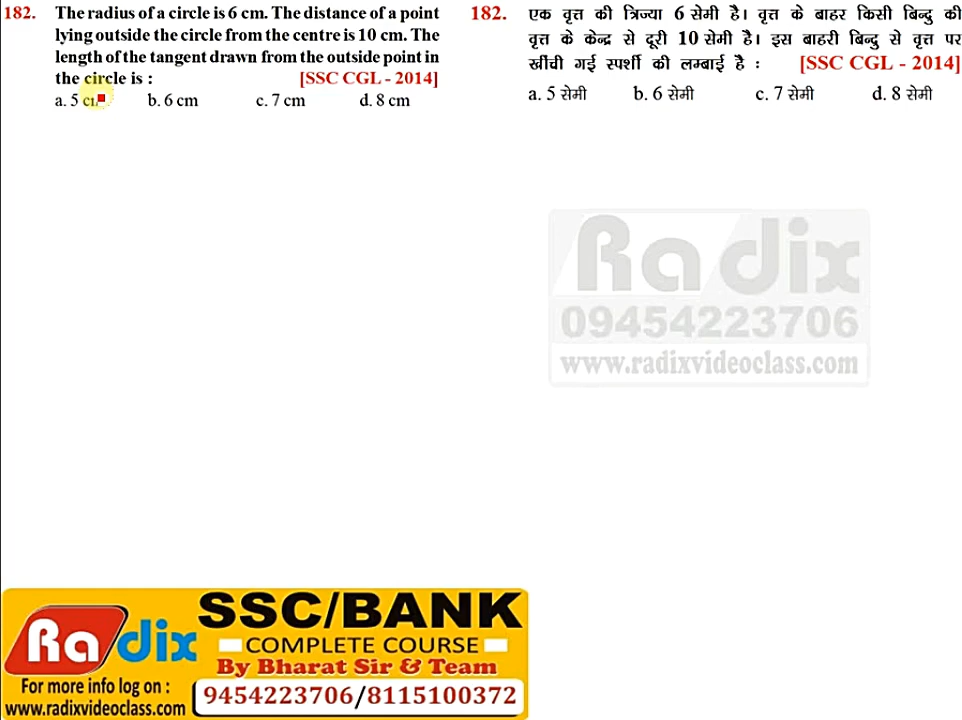 182. The radius of a circle is 6 cm. The distance of a point
lying outside the circle from the centre is 10 cm. The
length of the tangent drawn from the outside point in
the circle is : [SSC CGL - 2014]
a. 5 cm b. 6 cm c. 7 cm d. 8 cm
182. एक वृत्त की त्रिज्या 6 सेमी है। वृत्त के बाहर किसी बिन्दु की
वृत्त के केन्द्र से दूरी 10 सेमी है। इस बाहरी बिन्दु से वृत्त पर
खींची गई स्पर्शी की लम्बाई है : [SSC CGL - 2014]
a. 5 सेमी b. 6 सेमी c. 7 सेमी d. 8 सेमी
Radix
09454223706
www.radixvideoclass.com
SSC/BANK
COMPLETE COURSE
By Bharat Sir & Team
Radix
For more info log on :
www.radixvideoclass.com
9454223706/8115100372